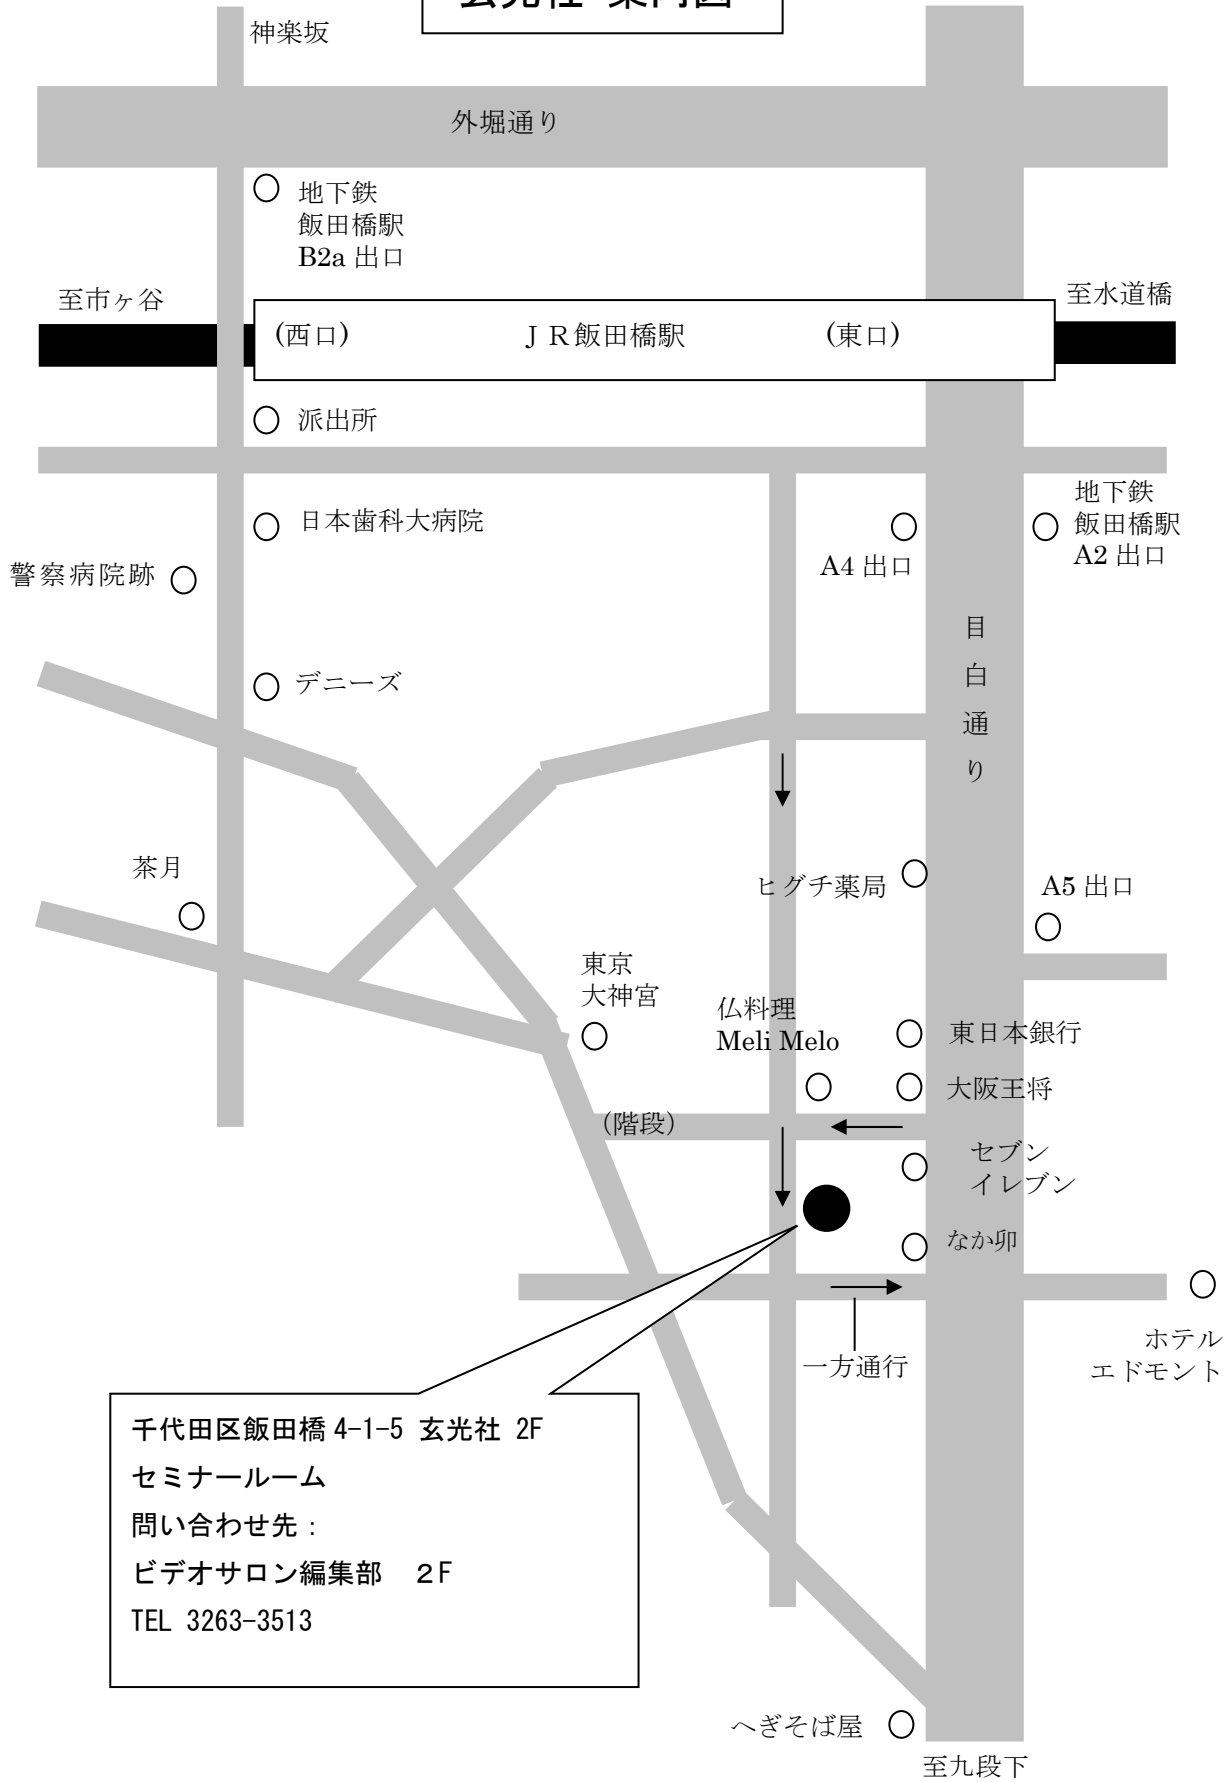 玄光社 案内図
神楽坂
外堀通り
地下鉄
飯田橋駅
B2a 出口
至市ヶ谷
至水道橋
(西口) ＪＲ飯田橋駅 (東口)
派出所
日本歯科大病院
警察病院跡
地下鉄
飯田橋駅
A2 出口
A4 出口
目白通り
デニーズ
茶月
ヒグチ薬局
A5 出口
東京
大神宮
仏料理
Meli Melo
東日本銀行
大阪王将
(階段)
セブン
イレブン
なか卯
ホテル
エドモント
一方通行
千代田区飯田橋 4-1-5 玄光社 2F
セミナールーム
問い合わせ先：
ビデオサロン編集部　２F
TEL 3263-3513
へぎそば屋
至九段下